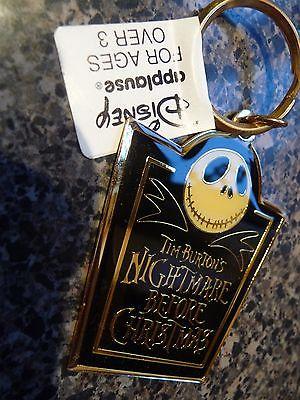 © DISNEY
applause®
FOR AGES
OVER 3
TIM BURTON'S
NIGHTMARE
BEFORE
CHRISTMAS